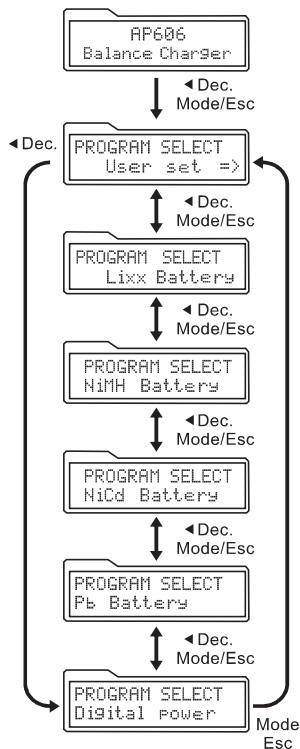 AP606
Balance Charger
◄ Dec.
Mode/Esc
◄ Dec.
PROGRAM SELECT
User set =>
◄ Dec.
Mode/Esc
PROGRAM SELECT
Lixx Battery
◄ Dec.
Mode/Esc
PROGRAM SELECT
NiMH Battery
◄ Dec.
Mode/Esc
PROGRAM SELECT
NiCd Battery
◄ Dec.
Mode/Esc
PROGRAM SELECT
Pb Battery
◄ Dec.
Mode/Esc
PROGRAM SELECT
Digital power
Mode
Esc